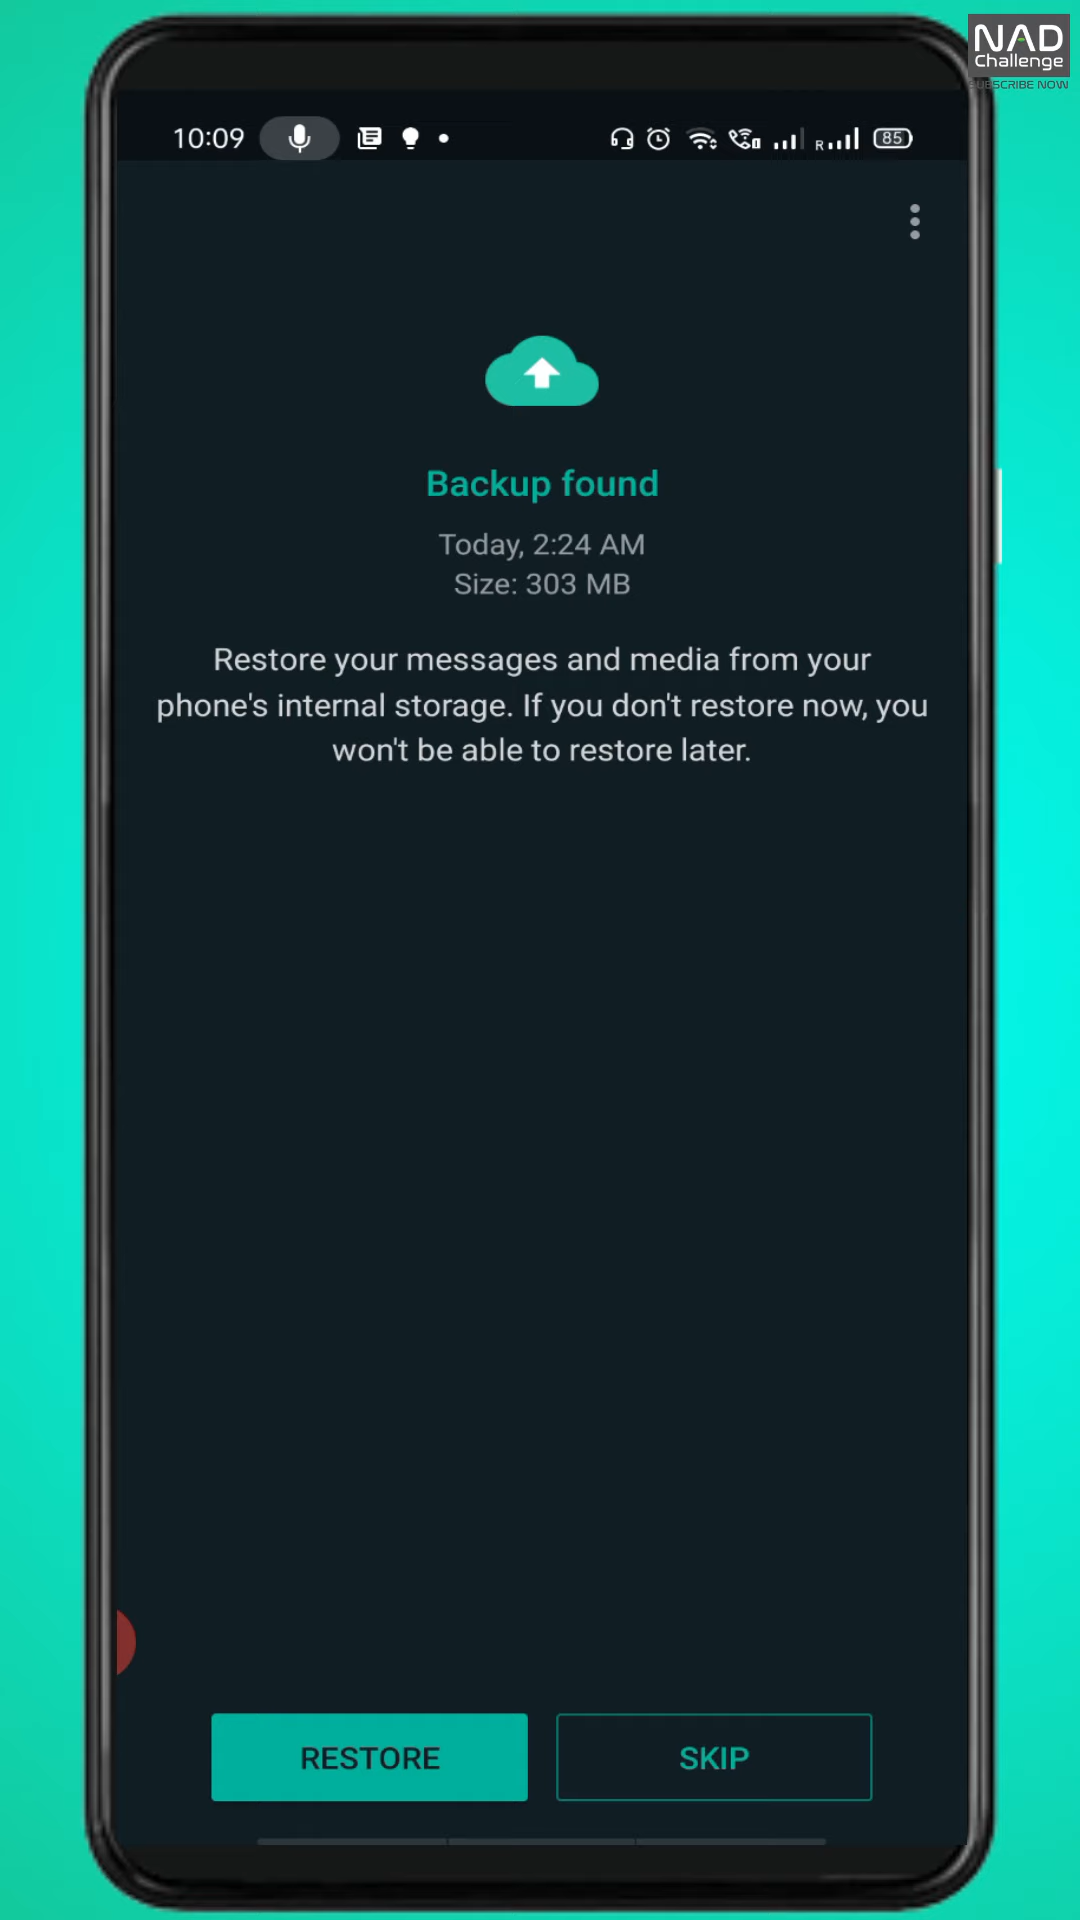 NAD
Challenge
SUBSCRIBE NOW
10:09
R
85
Backup found
Today, 2:24 AM
Size: 303 MB
Restore your messages and media from your
phone's internal storage. If you don't restore now, you
won't be able to restore later.
RESTORE
SKIP